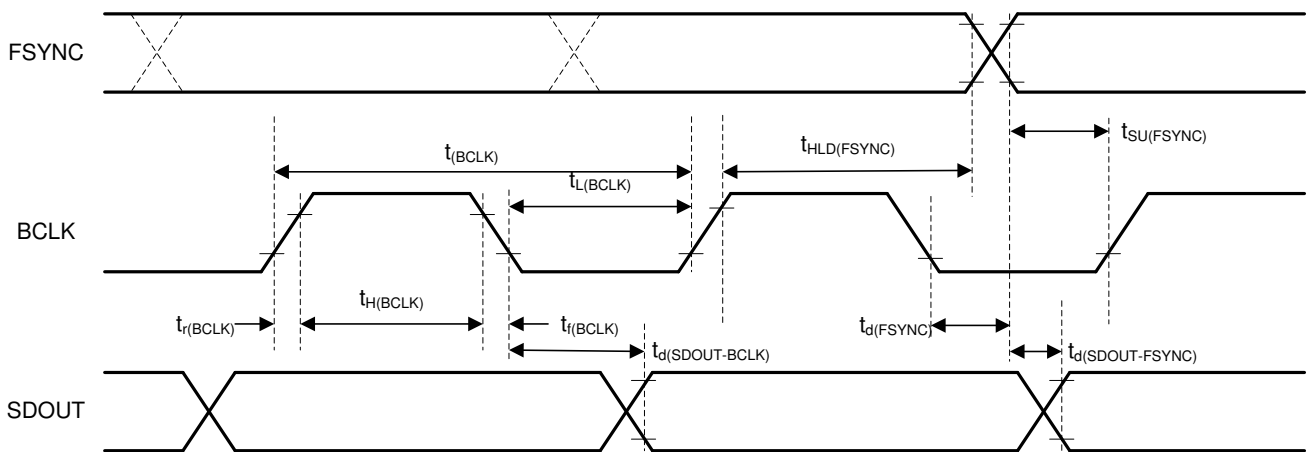 FSYNC
t(BCLK)
tHLD(FSYNC)
tSU(FSYNC)
tL(BCLK)
BCLK
tH(BCLK)
tr(BCLK)
tf(BCLK)
td(FSYNC)
td(SDOUT-BCLK)
td(SDOUT-FSYNC)
SDOUT